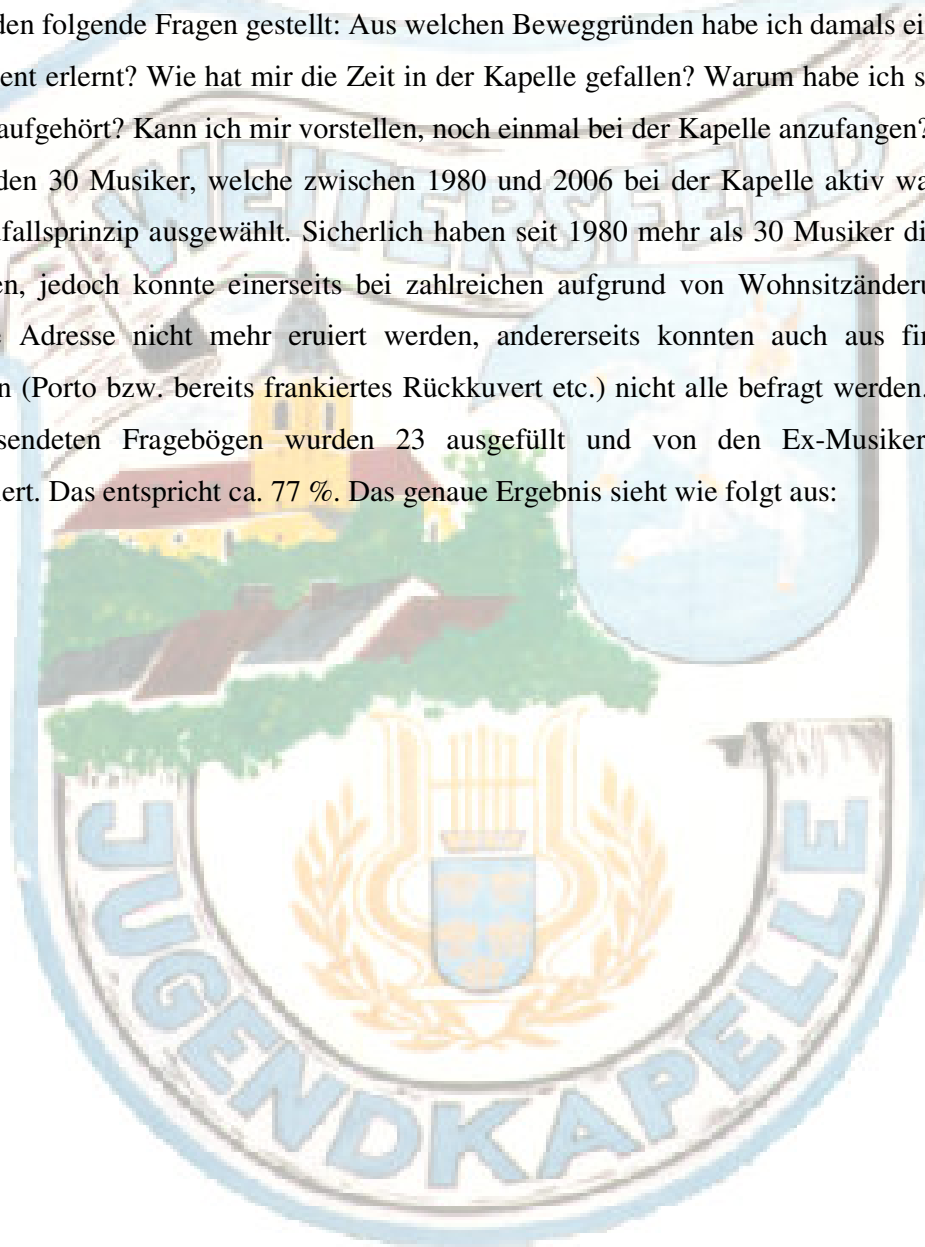 den folgende Fragen gestellt: Aus welchen Beweggründen habe ich damals ei
ent erlernt? Wie hat mir die Zeit in der Kapelle gefallen? Warum habe ich s
aufgehört? Kann ich mir vorstellen, noch einmal bei der Kapelle anzufangen?
den 30 Musiker, welche zwischen 1980 und 2006 bei der Kapelle aktiv wa
fallsprinzip ausgewählt. Sicherlich haben seit 1980 mehr als 30 Musiker di
en, jedoch konnte einerseits bei zahlreichen aufgrund von Wohnsitzänderu
e Adresse nicht mehr eruiert werden, andererseits konnten auch aus fin
n (Porto bzw. bereits frankiertes Rückkuvert etc.) nicht alle befragt werden.
sendeten Fragebögen wurden 23 ausgefüllt und von den Ex-Musiker
ert. Das entspricht ca. 77 %. Das genaue Ergebnis sieht wie folgt aus:
WEITERSFELD
JUGENDKAPELLE